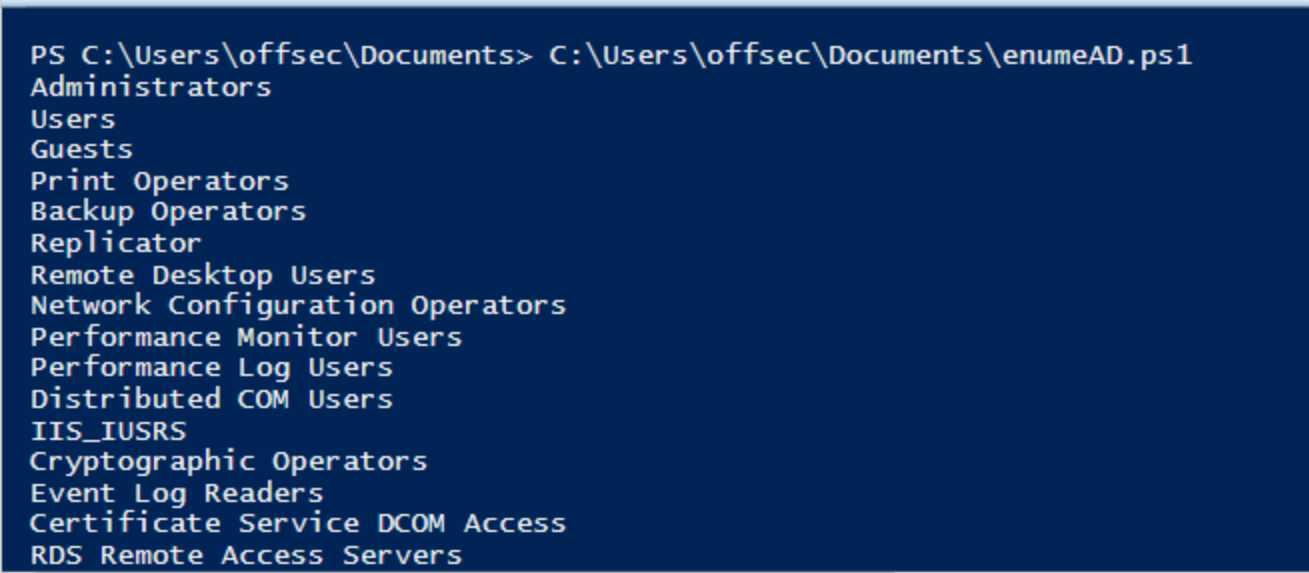 PS C:\Users\offsec\Documents> C:\Users\offsec\Documents\enumeAD.ps1
Administrators
Users
Guests
Print Operators
Backup Operators
Replicator
Remote Desktop Users
Network Configuration Operators
Performance Monitor Users
Performance Log Users
Distributed COM Users
IIS_IUSRS
Cryptographic Operators
Event Log Readers
Certificate Service DCOM Access
RDS Remote Access Servers